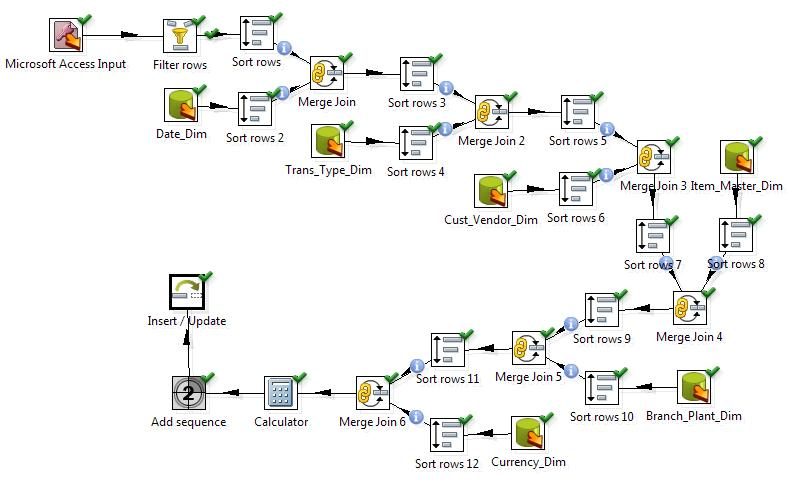 Microsoft Access Input
Filter rows
Sort rows
Merge Join
Date_Dim
Sort rows 2
Sort rows 3
Merge Join 2
Trans_Type_Dim
Sort rows 4
Sort rows 5
Merge Join 3
Item_Master_Dim
Cust_Vendor_Dim
Sort rows 6
Sort rows 7
Sort rows 8
Insert / Update
Merge Join 4
Sort rows 9
Merge Join 5
Sort rows 11
Sort rows 10
Branch_Plant_Dim
2
Add sequence
Calculator
Merge Join 6
Sort rows 12
Currency_Dim